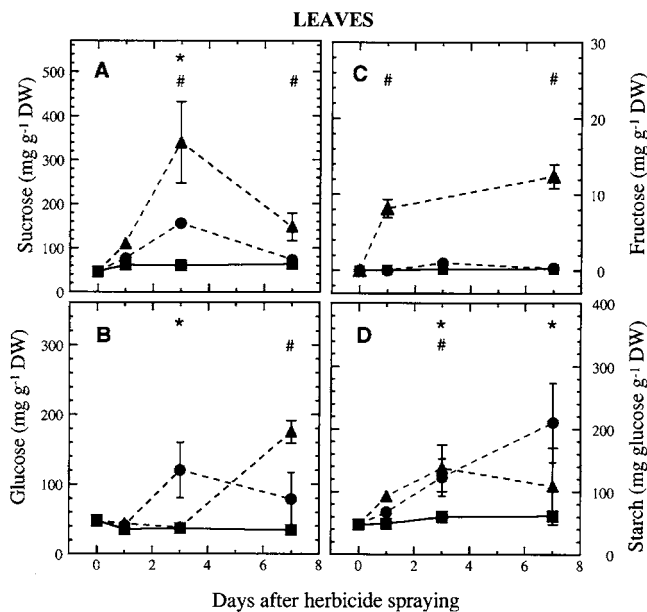 LEAVES
A
*
#
#
500
400
300
200
100
0
Sucrose (mg g-1 DW)
C
#
#
30
20
10
0
Fructose (mg g-1 DW)
B
*
#
300
200
100
0
Glucose (mg g-1 DW)
D
*
#
*
400
300
200
100
0
Starch (mg glucose g-1 DW)
0 2 4 6 8
0 2 4 6 8
Days after herbicide spraying